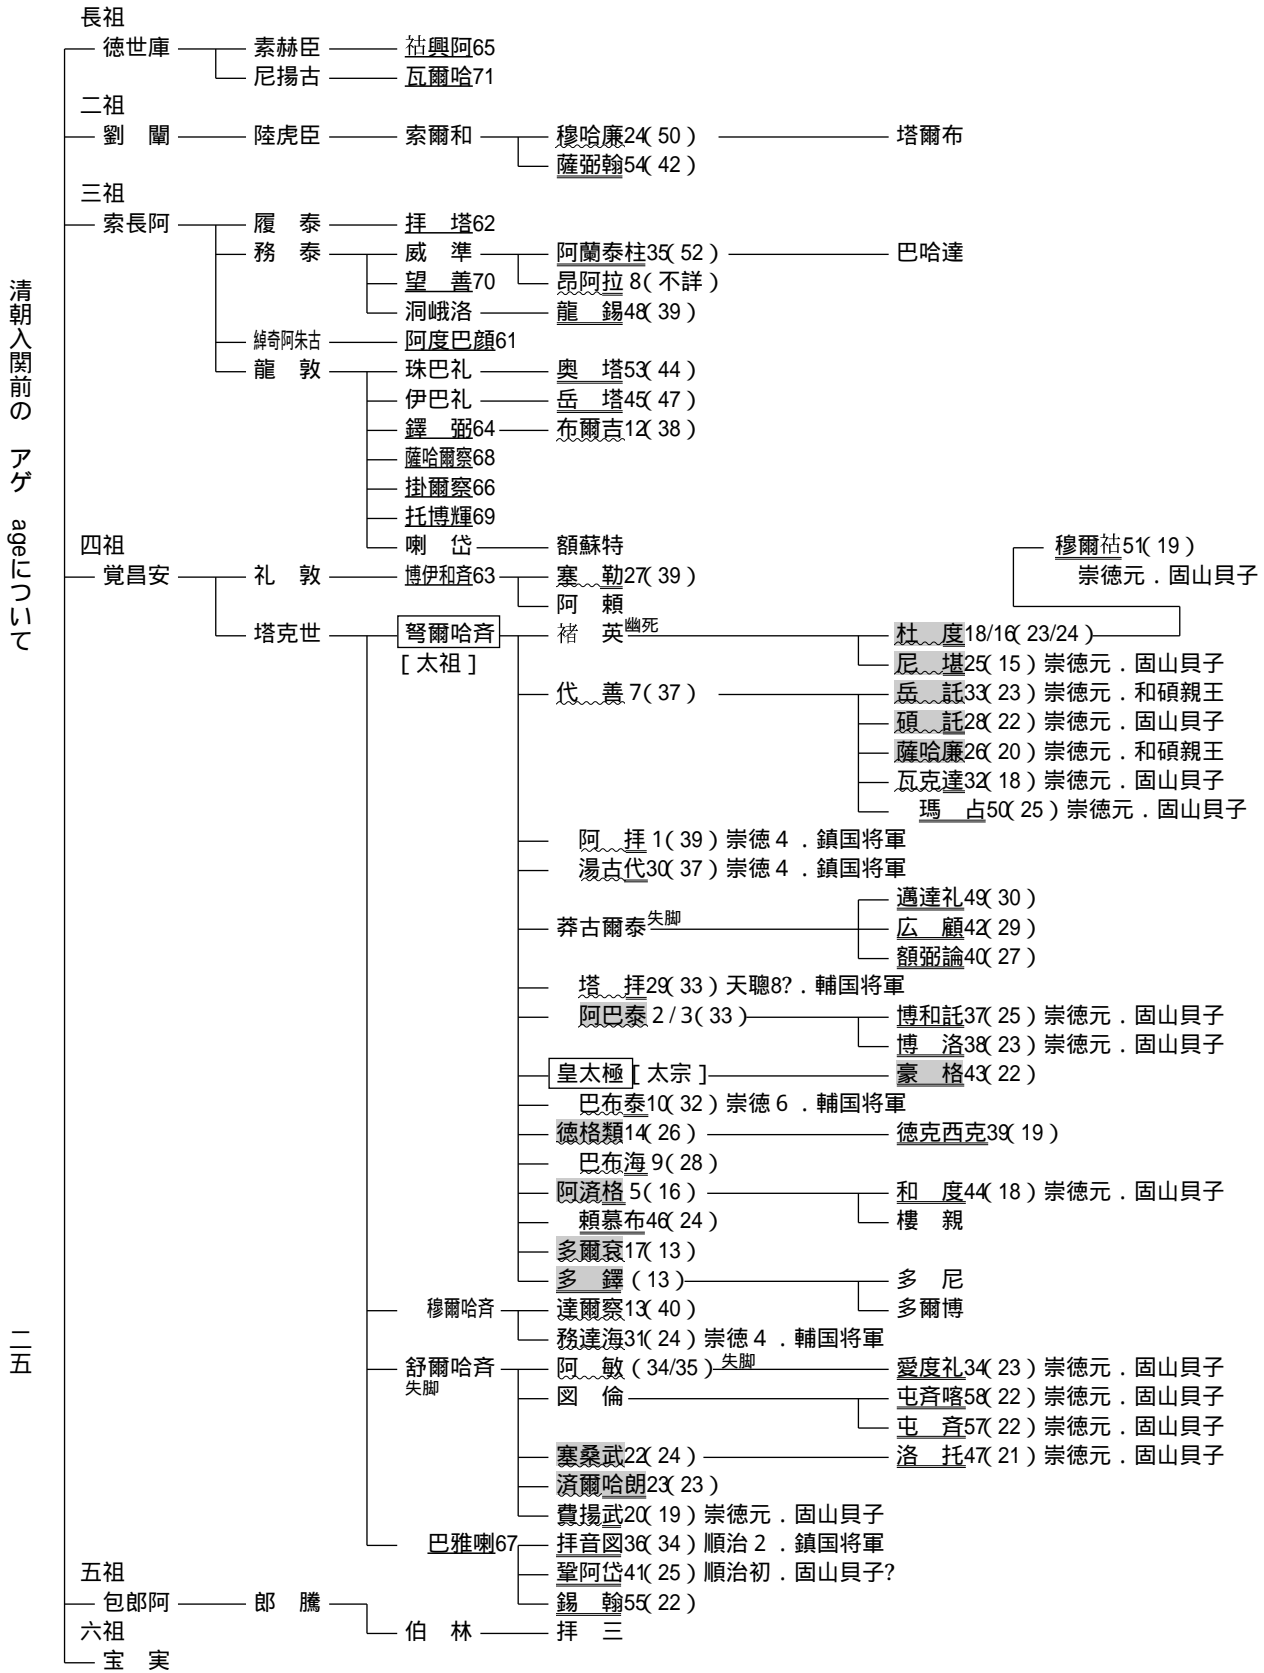 長祖
徳世庫 素赫臣 祜興阿65
尼揚古 瓦爾哈71
二祖
劉 闡 陸虎臣 索爾和 穆哈廉24(50) 塔爾布
薩弼翰54(42)
三祖
索長阿 履 泰 拝 塔62
務 泰 威 準 阿蘭泰柱35(52) 巴哈達
望 善70 昂阿拉8(不詳)
洞峨洛 龍 錫48(39)
綽奇阿朱古 阿度巴顔61
龍 敦 珠巴礼 奥 塔53(44)
伊巴礼 岳 塔45(47)
鐸 弼64 布爾吉12(38)
薩哈爾察68
掛爾察66
托博輝69
四祖 喇 岱 額蘇特 穆爾祜51(19)
覚昌安 礼 敦 博伊和斉63 塞 勒27(39) 崇徳元.固山貝子
阿 頼
塔克世 弩爾哈斉 褚 英 幽死 杜 度18/16(23/24)
[太祖] 尼 堪25(15)崇徳元.固山貝子
代 善7(37) 岳 託33(23)崇徳元.和碩親王
碩 託28(22)崇徳元.固山貝子
薩哈廉26(20)崇徳元.和碩親王
瓦克達32(18)崇徳元.固山貝子
瑪 占50(25)崇徳元.固山貝子
阿 拝1(39)崇徳4.鎮国将軍
湯古代30(37)崇徳4.鎮国将軍
邁達礼49(30)
莽古爾泰 失脚 広 顧42(29)
額弼論40(27)
塔 拝29(33)天聰8?.輔国将軍
阿巴泰2/3(33) 博和託37(25)崇徳元.固山貝子
博 洛38(23)崇徳元.固山貝子
皇太極[太宗] 豪 格43(22)
巴布泰10(32)崇徳6.輔国将軍
徳格類14(26) 徳克西克39(19)
巴布海9(28)
阿済格5(16) 和 度44(18)崇徳元.固山貝子
頼慕布46(24) 樓 親
多爾袞17(13)
多 鐸(13) 多 尼
穆爾哈斉 達爾察13(40) 多爾博
務達海31(24)崇徳4.輔国将軍
舒爾哈斉 阿 敏(34/35)失脚 愛度礼34(23)崇徳元.固山貝子
失脚 図 倫 屯斉喀58(22)崇徳元.固山貝子
屯 斉57(22)崇徳元.固山貝子
塞桑武22(24) 洛 托47(21)崇徳元.固山貝子
済爾哈朗23(23)
費揚武20(19)崇徳元.固山貝子
巴雅喇67 拝音図36(34)順治2.鎮国将軍
五祖 鞏阿岱41(25)順治初.固山貝子?
包郎阿 郎 騰 錫 翰55(22)
六祖 伯 林 拝 三
宝 実
清朝入関前の アゲ ageについて
二五